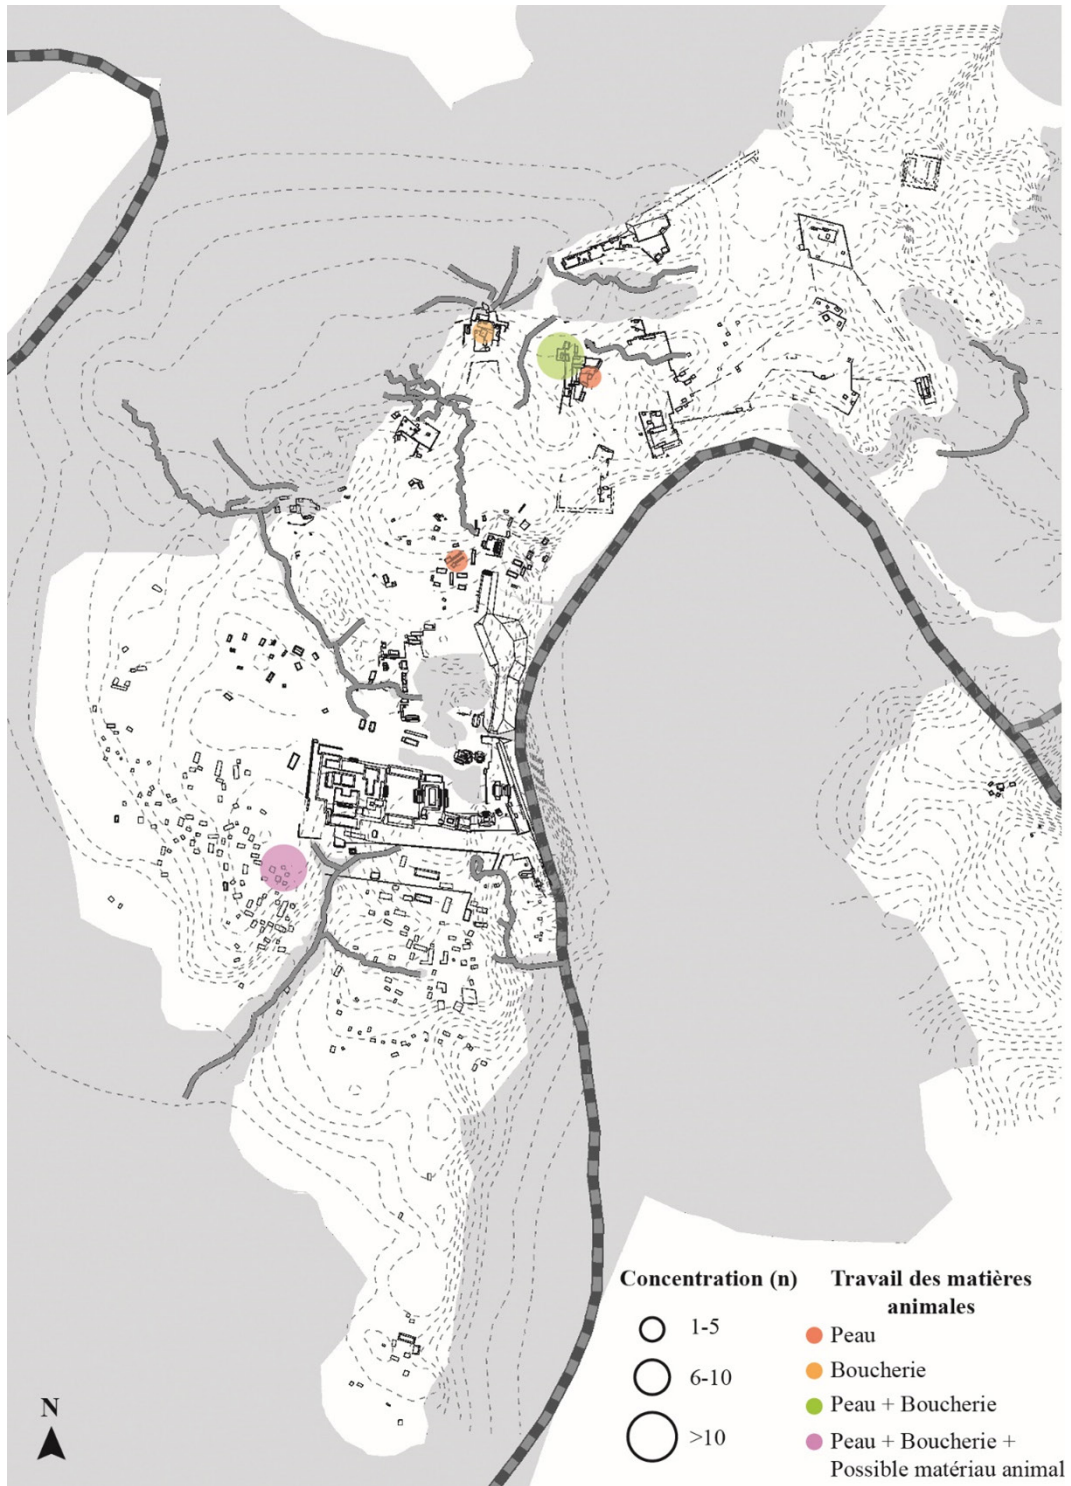 Concentration (n)
1-5
6-10
>10
Travail des matières
animales
Peau
Boucherie
Peau + Boucherie
Peau + Boucherie +
Possible matériau animal
N